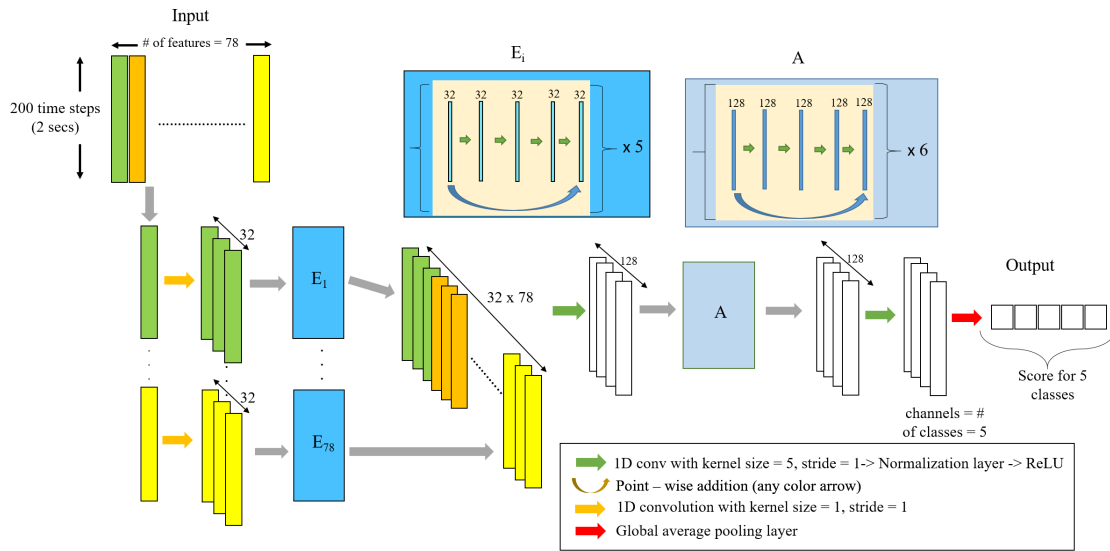 Input
# of features = 78
200 time steps
(2 secs)
E_i
32 32 32 32 32
x 5
A
128 128 128 128 128
x 6
32
E_1
32 x 78
128
A
128
Output
Score for 5
classes
channels = #
of classes = 5
32
E_78
1D conv with kernel size = 5, stride = 1-> Normalization layer -> ReLU
Point – wise addition (any color arrow)
1D convolution with kernel size = 1, stride = 1
Global average pooling layer